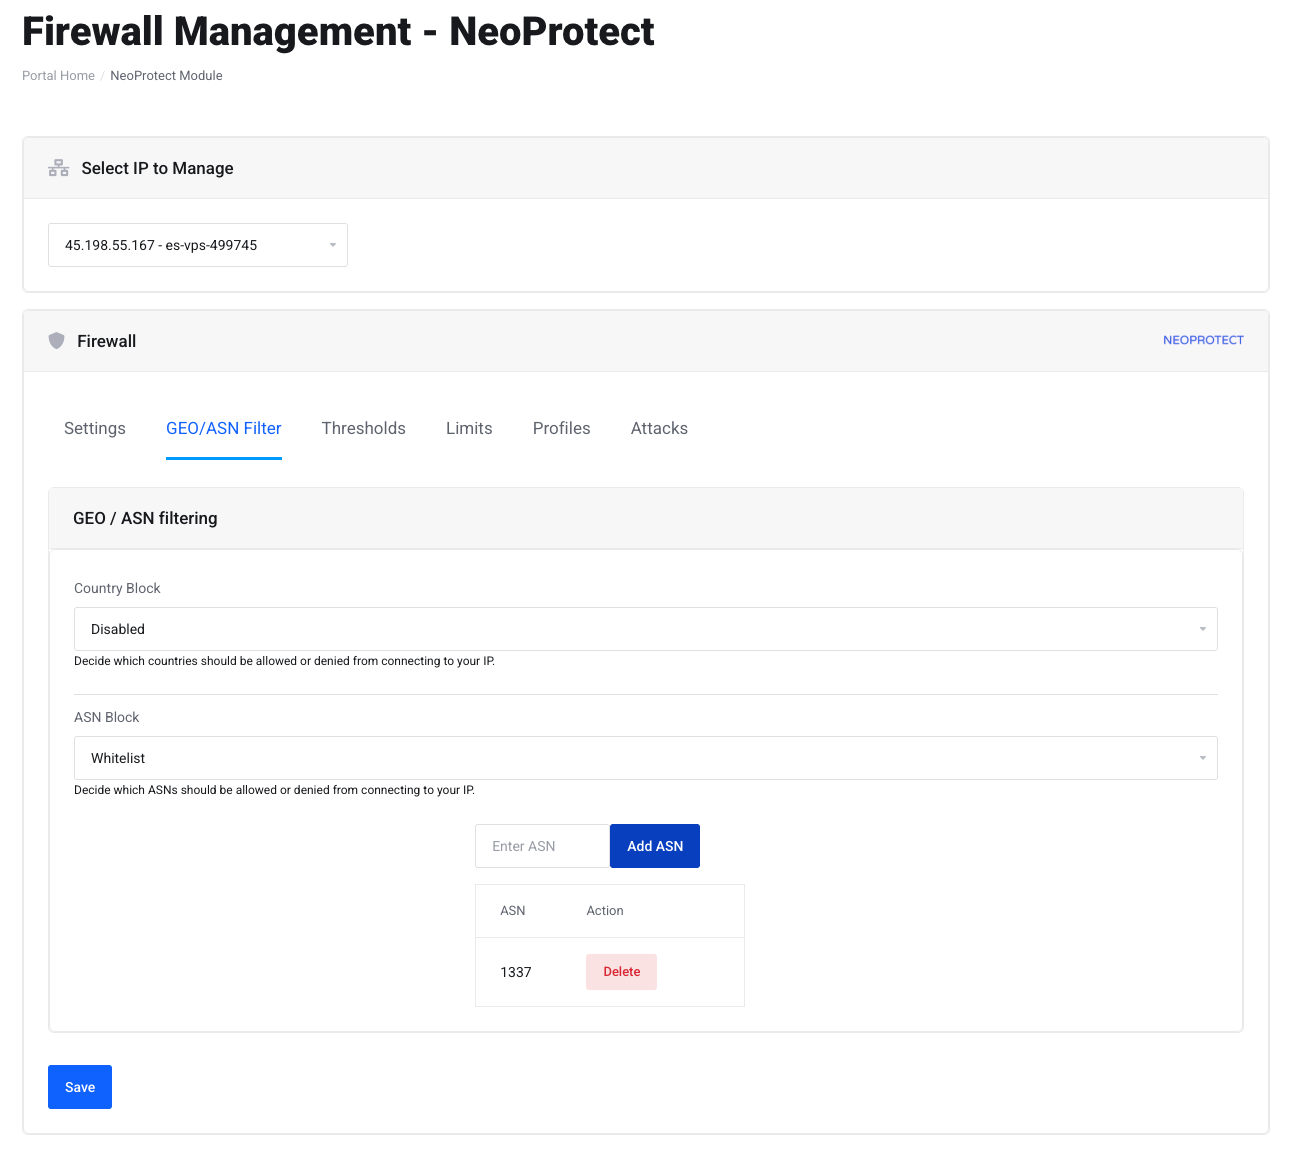 Firewall Management - NeoProtect
Portal Home / NeoProtect Module
Select IP to Manage
45.198.55.167 - es-vps-499745
Firewall
NEOPROTECT
Settings GEO/ASN Filter Thresholds Limits Profiles Attacks
GEO / ASN filtering
Country Block
Disabled
Decide which countries should be allowed or denied from connecting to your IP.
ASN Block
Whitelist
Decide which ASNs should be allowed or denied from connecting to your IP.
Enter ASN Add ASN
ASN Action
1337 Delete
Save